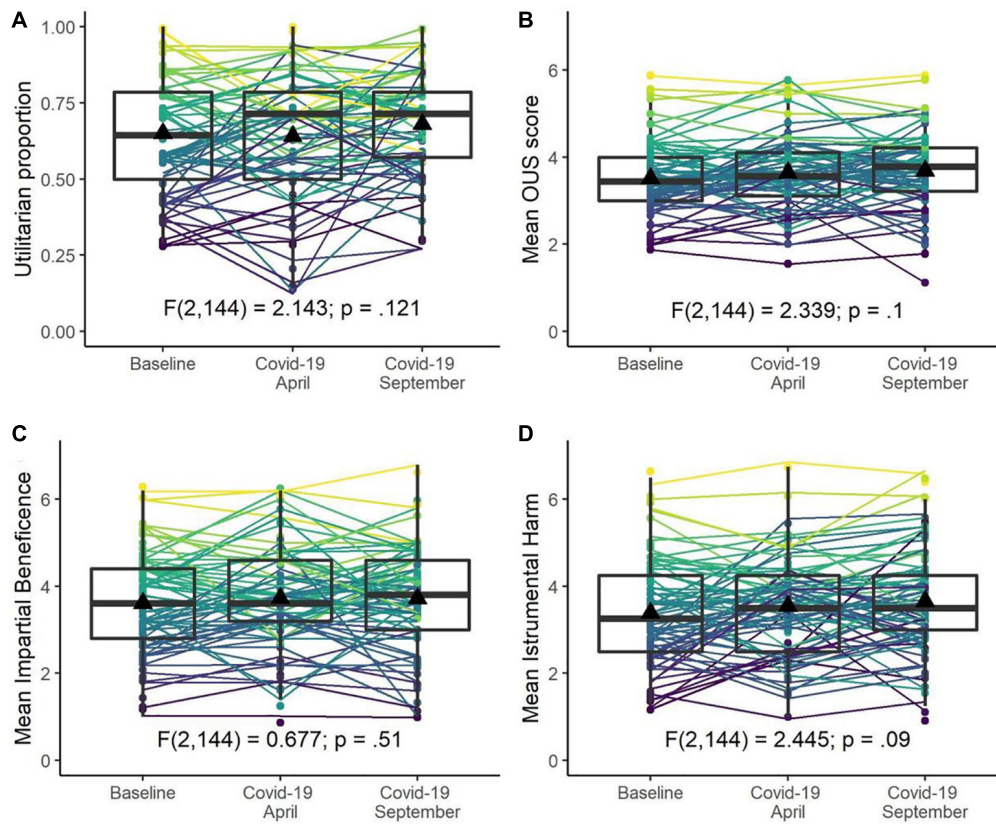 A
Utilitarian proportion
1.00
0.75
0.50
0.25
0.00
F(2,144) = 2.143; p = .121
Baseline
Covid-19
April
Covid-19
September
B
Mean OUS score
6
4
2
0
F(2,144) = 2.339; p = .1
Baseline
Covid-19
April
Covid-19
September
C
Mean Impartial Beneficence
6
4
2
0
F(2,144) = 0.677; p = .51
Baseline
Covid-19
April
Covid-19
September
D
Mean Istrumental Harm
6
4
2
0
F(2,144) = 2.445; p = .09
Baseline
Covid-19
April
Covid-19
September